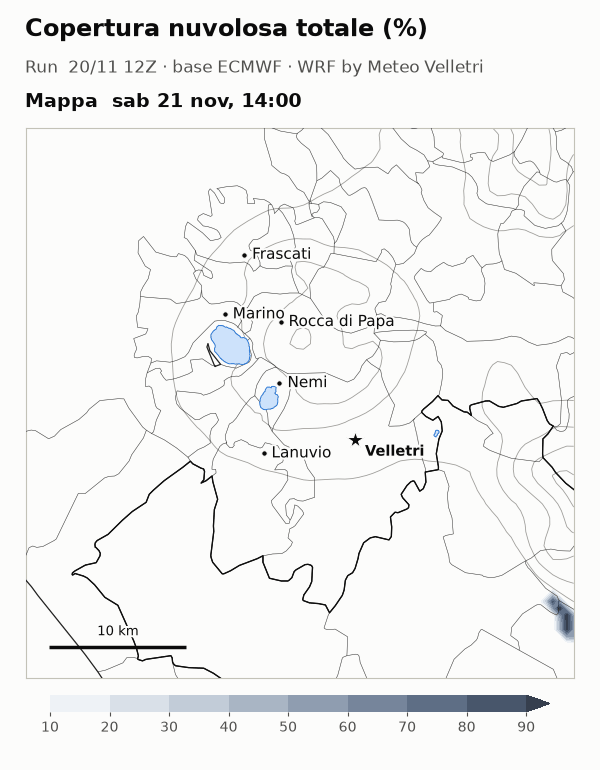 Copertura nuvolosa totale (%)
Run  20/11 12Z · base ECMWF · WRF by Meteo Velletri
Mappa  sab 21 nov, 14:00
Frascati
Marino
Rocca di Papa
Nemi
Velletri
Lanuvio
10 km
10 20 30 40 50 60 70 80 90